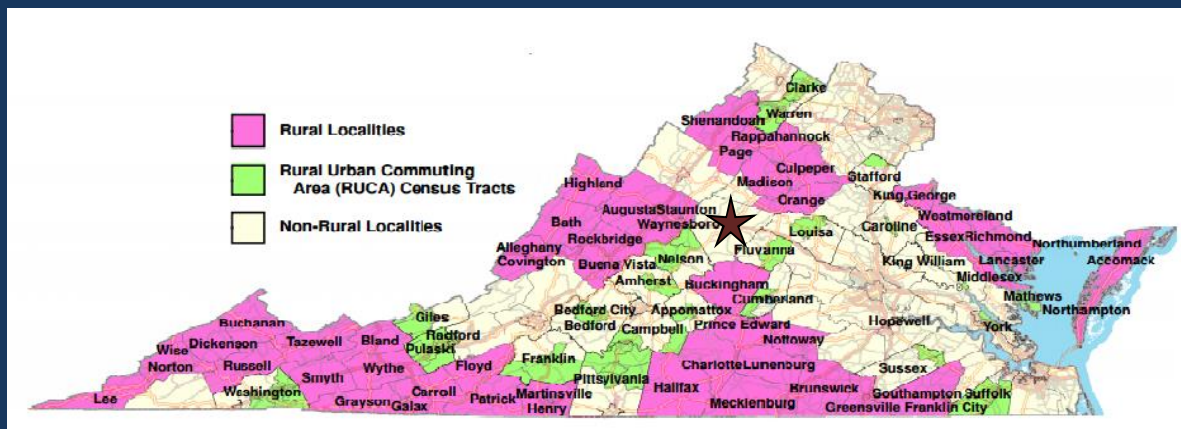 Rural Localities
Rural Urban Commuting
Area (RUCA) Census Tracts
Non-Rural Localities
Clarke
Warren
Shenandoah
Rappahannock
Page
Culpeper
Stafford
Madison
Highland
King George
Orange
Westmoreland
Augusta Staunton
Bath
Waynesboro
Louisa
Caroline
Essex Richmond
Northumberland
Rockbridge
Fluvanna
Alleghany
Nelson
King William
Lancaster
Accomack
Covington
Buena Vista
Middlesex
Amherst
Buckingham
Mathews
Cumberland
Northampton
Bedford City
Appomattox
Giles
Hopewell
York
Buchanan
Bedford
Campbell
Prince Edward
Radford
Dickenson
Tazewell
Bland
Nottoway
Wise
Pulaski
Norton
Russell
Wythe
Floyd
Franklin
Charlotte Lunenburg
Sussex
Smyth
Pittsylvania
Washington
Carroll
Martinsville
Halifax
Brunswick
Southampton
Suffolk
Lee
Grayson
Patrick
Galax
Henry
Mecklenburg
Greensville Franklin City